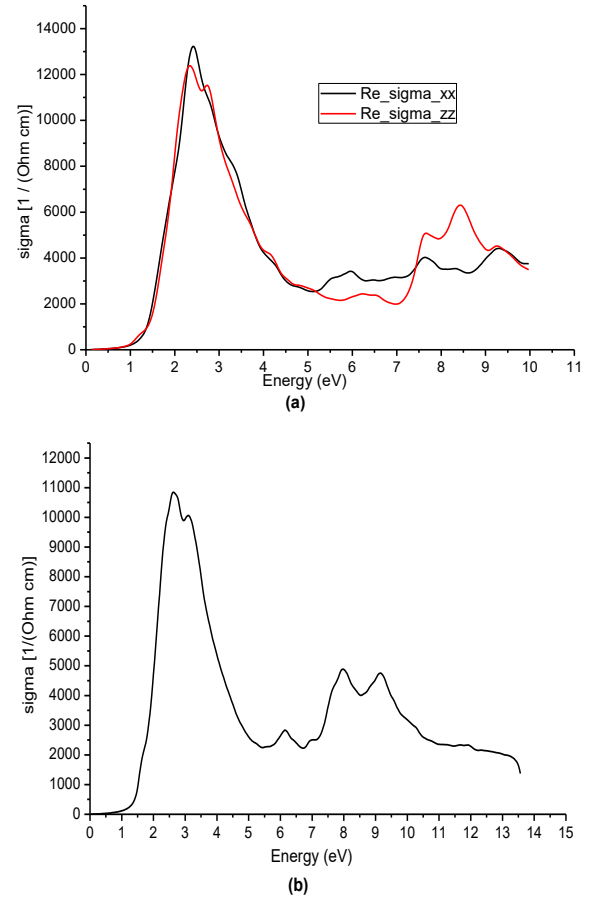 14000
12000
10000
8000
6000
4000
2000
0
sigma [1 / (Ohm cm)]
Re_sigma_xx
Re_sigma_zz
0 1 2 3 4 5 6 7 8 9 10 11
Energy (eV)
(a)
12000
11000
10000
9000
8000
7000
6000
5000
4000
3000
2000
1000
0
sigma [1/(Ohm cm)]
0 1 2 3 4 5 6 7 8 9 10 11 12 13 14 15
Energy (eV)
(b)